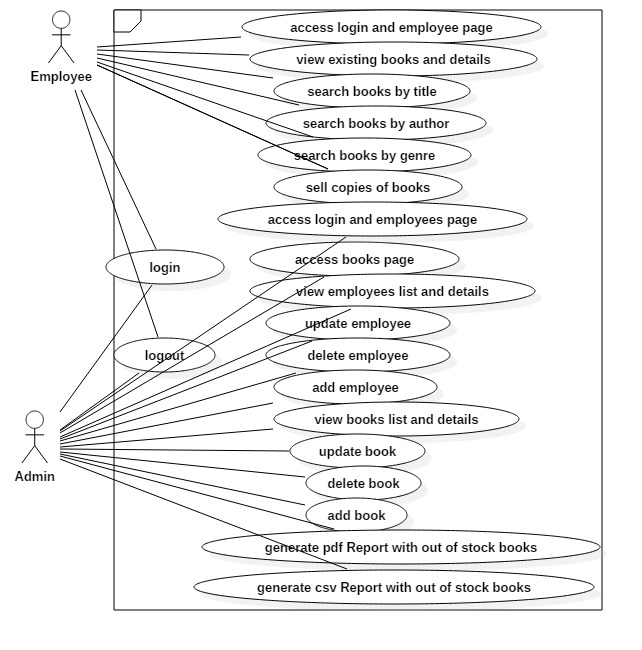 access login and employee page
view existing books and details
Employee
search books by title
search books by author
search books by genre
sell copies of books
access login and employees page
access books page
login
view employees list and details
update employee
logout
delete employee
add employee
view books list and details
update book
Admin
delete book
add book
generate pdf Report with out of stock books
generate csv Report with out of stock books